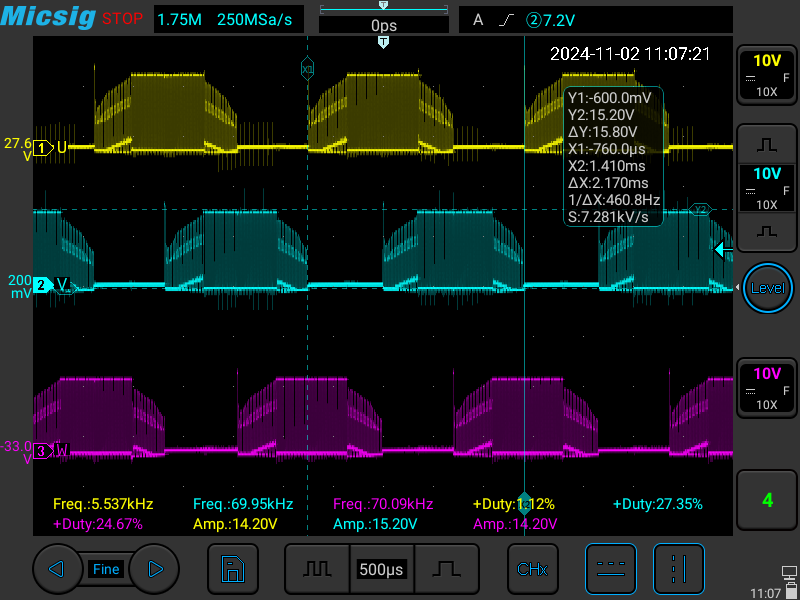 Micsig STOP 1.75M 250MSa/s 0ps A ②7.2V
T
2024-11-02 11:07:21
10V
F
10X
X1
Y1:-600.0mV
Y2:15.20V
ΔY:15.80V
X1:-760.0µs
X2:1.410ms
ΔX:2.170ms
1/ΔX:460.8Hz
S:7.281kV/s
27.6 V
1 U
10V
F
10X
X2
200 mV
2 V
Level
10V
F
10X
-33.0 V
3 W
4
Freq.:5.537kHz Freq.:69.95kHz Freq.:70.09kHz +Duty:1.12% +Duty:27.35%
+Duty:24.67% Amp.:14.20V Amp.:15.20V Amp.:14.20V
Fine 500µs CHx
11:07